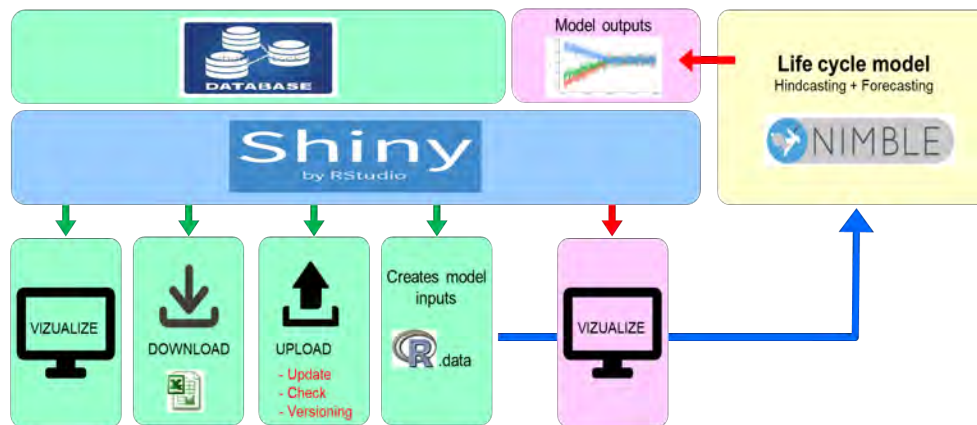 DATABASE
Model outputs
Life cycle model
Hindcasting + Forecasting
NIMBLE
Shiny
by RStudio
VIZUALIZE
DOWNLOAD
UPLOAD
- Update
- Check
- Versioning
Creates model
inputs
R .data
VIZUALIZE